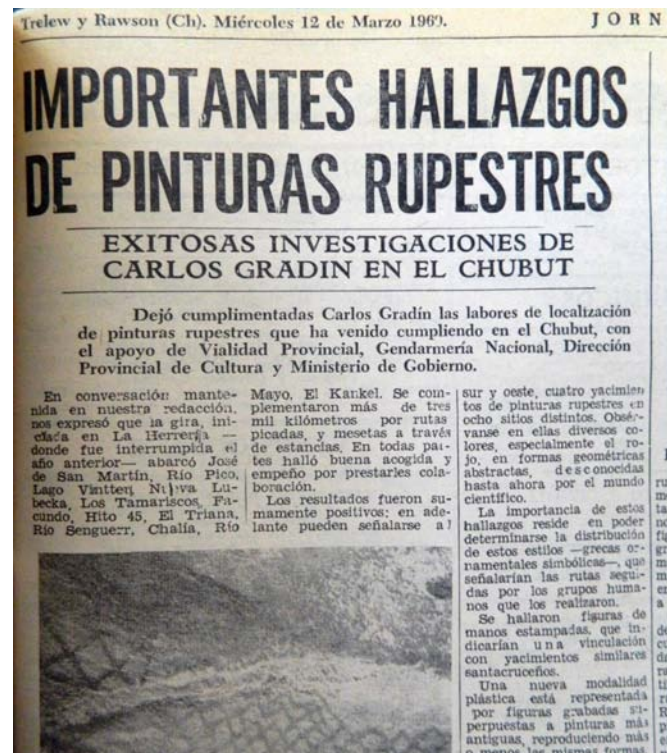 Trelew y Rawson (Ch). Miércoles 12 de Marzo 1969.
JORN
IMPORTANTES HALLAZGOS
DE PINTURAS RUPESTRES
EXITOSAS INVESTIGACIONES DE
CARLOS GRADIN EN EL CHUBUT
Dejó cumplimentadas Carlos Gradín las labores de localización
de pinturas rupestres que ha venido cumpliendo en el Chubut, con
el apoyo de Vialidad Provincial, Gendarmería Nacional, Dirección
Provincial de Cultura y Ministerio de Gobierno.
En conversación mante-
nida en nuestra redacción,
nos expresó que la gira, ini-
ciada en La Herrería —
donde fue interrumpida el
año anterior— abarcó José
de San Martín, Río Pico,
Lago Vintter, Nueva Lu-
becka, Los Tamariscos, Fa-
cundo, Hito 45, El Triana,
Río Senguerr, Chalía, Río
Mayo, El Kankel. Se com-
plementaron más de tres
mil kilómetros por rutas
picadas, y mesetas a través
de estancias. En todas par-
tes halló buena acogida y
empeño por prestarles cola-
boración.
Los resultados fueron su-
mamente positivos; en ade-
lante pueden señalarse al
sur y oeste, cuatro yacimien
tos de pinturas rupestres en
ocho sitios distintos. Obsér-
vanse en ellas diversos co-
lores, especialmente el ro-
jo, en formas geométricas
abstractas, desconocidas
hasta ahora por el mundo
científico.
La importancia de estos
hallazgos reside en poder
determinarse la distribución
de estos estilos —grecas or-
namentales simbólicas—, que
señalarían las rutas segui-
das por los grupos huma-
nos que los realizaron.
Se hallaron figuras de
manos estampadas, que in-
dicarían una vinculación
con yacimientos similares
santacruceños.
Una nueva modalidad
plástica está representada
por figuras grabadas su-
perpuestas a pinturas más
antiguas, reproduciendo más
o menos las mismas formas